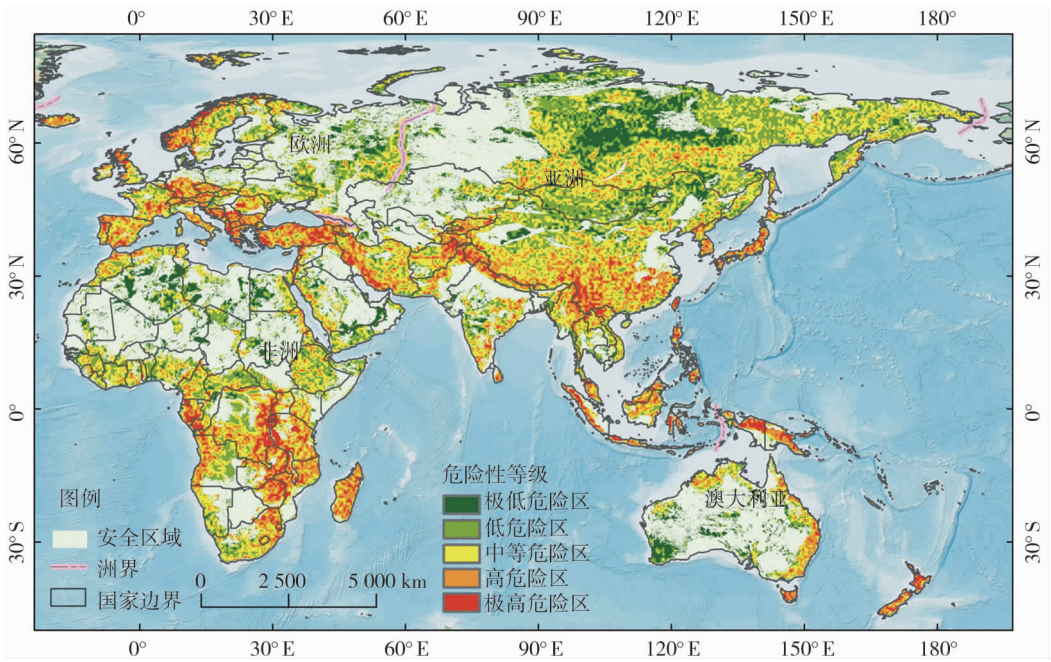 0° 30° E 60° E 90° E 120° E 150° E 180°
60° N
30° N
0°
30° S
60° N
30° N
0°
30° S
欧洲
亚洲
非洲
澳大利亚
图例
安全区域
洲界
国家边界
0 2 500 5 000 km
危险性等级
极低危险区
低危险区
中等危险区
高危险区
极高危险区
0° 30° E 60° E 90° E 120° E 150° E 180°